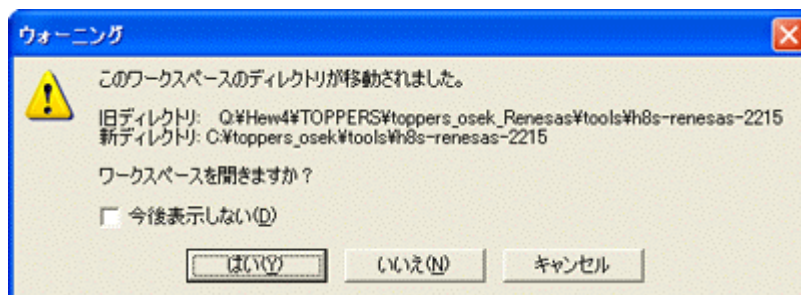 ウォーニング
このワークスペースのディレクトリが移動されました。
旧ディレクトリ: Q:¥Hew4¥TOPPERS¥toppers_osek_Renesas¥tools¥h8s-renesas-2215
新ディレクトリ: C:¥toppers_osek¥tools¥h8s-renesas-2215
ワークスペースを開きますか？
今後表示しない(D)
はい(Y) いいえ(N) キャンセル